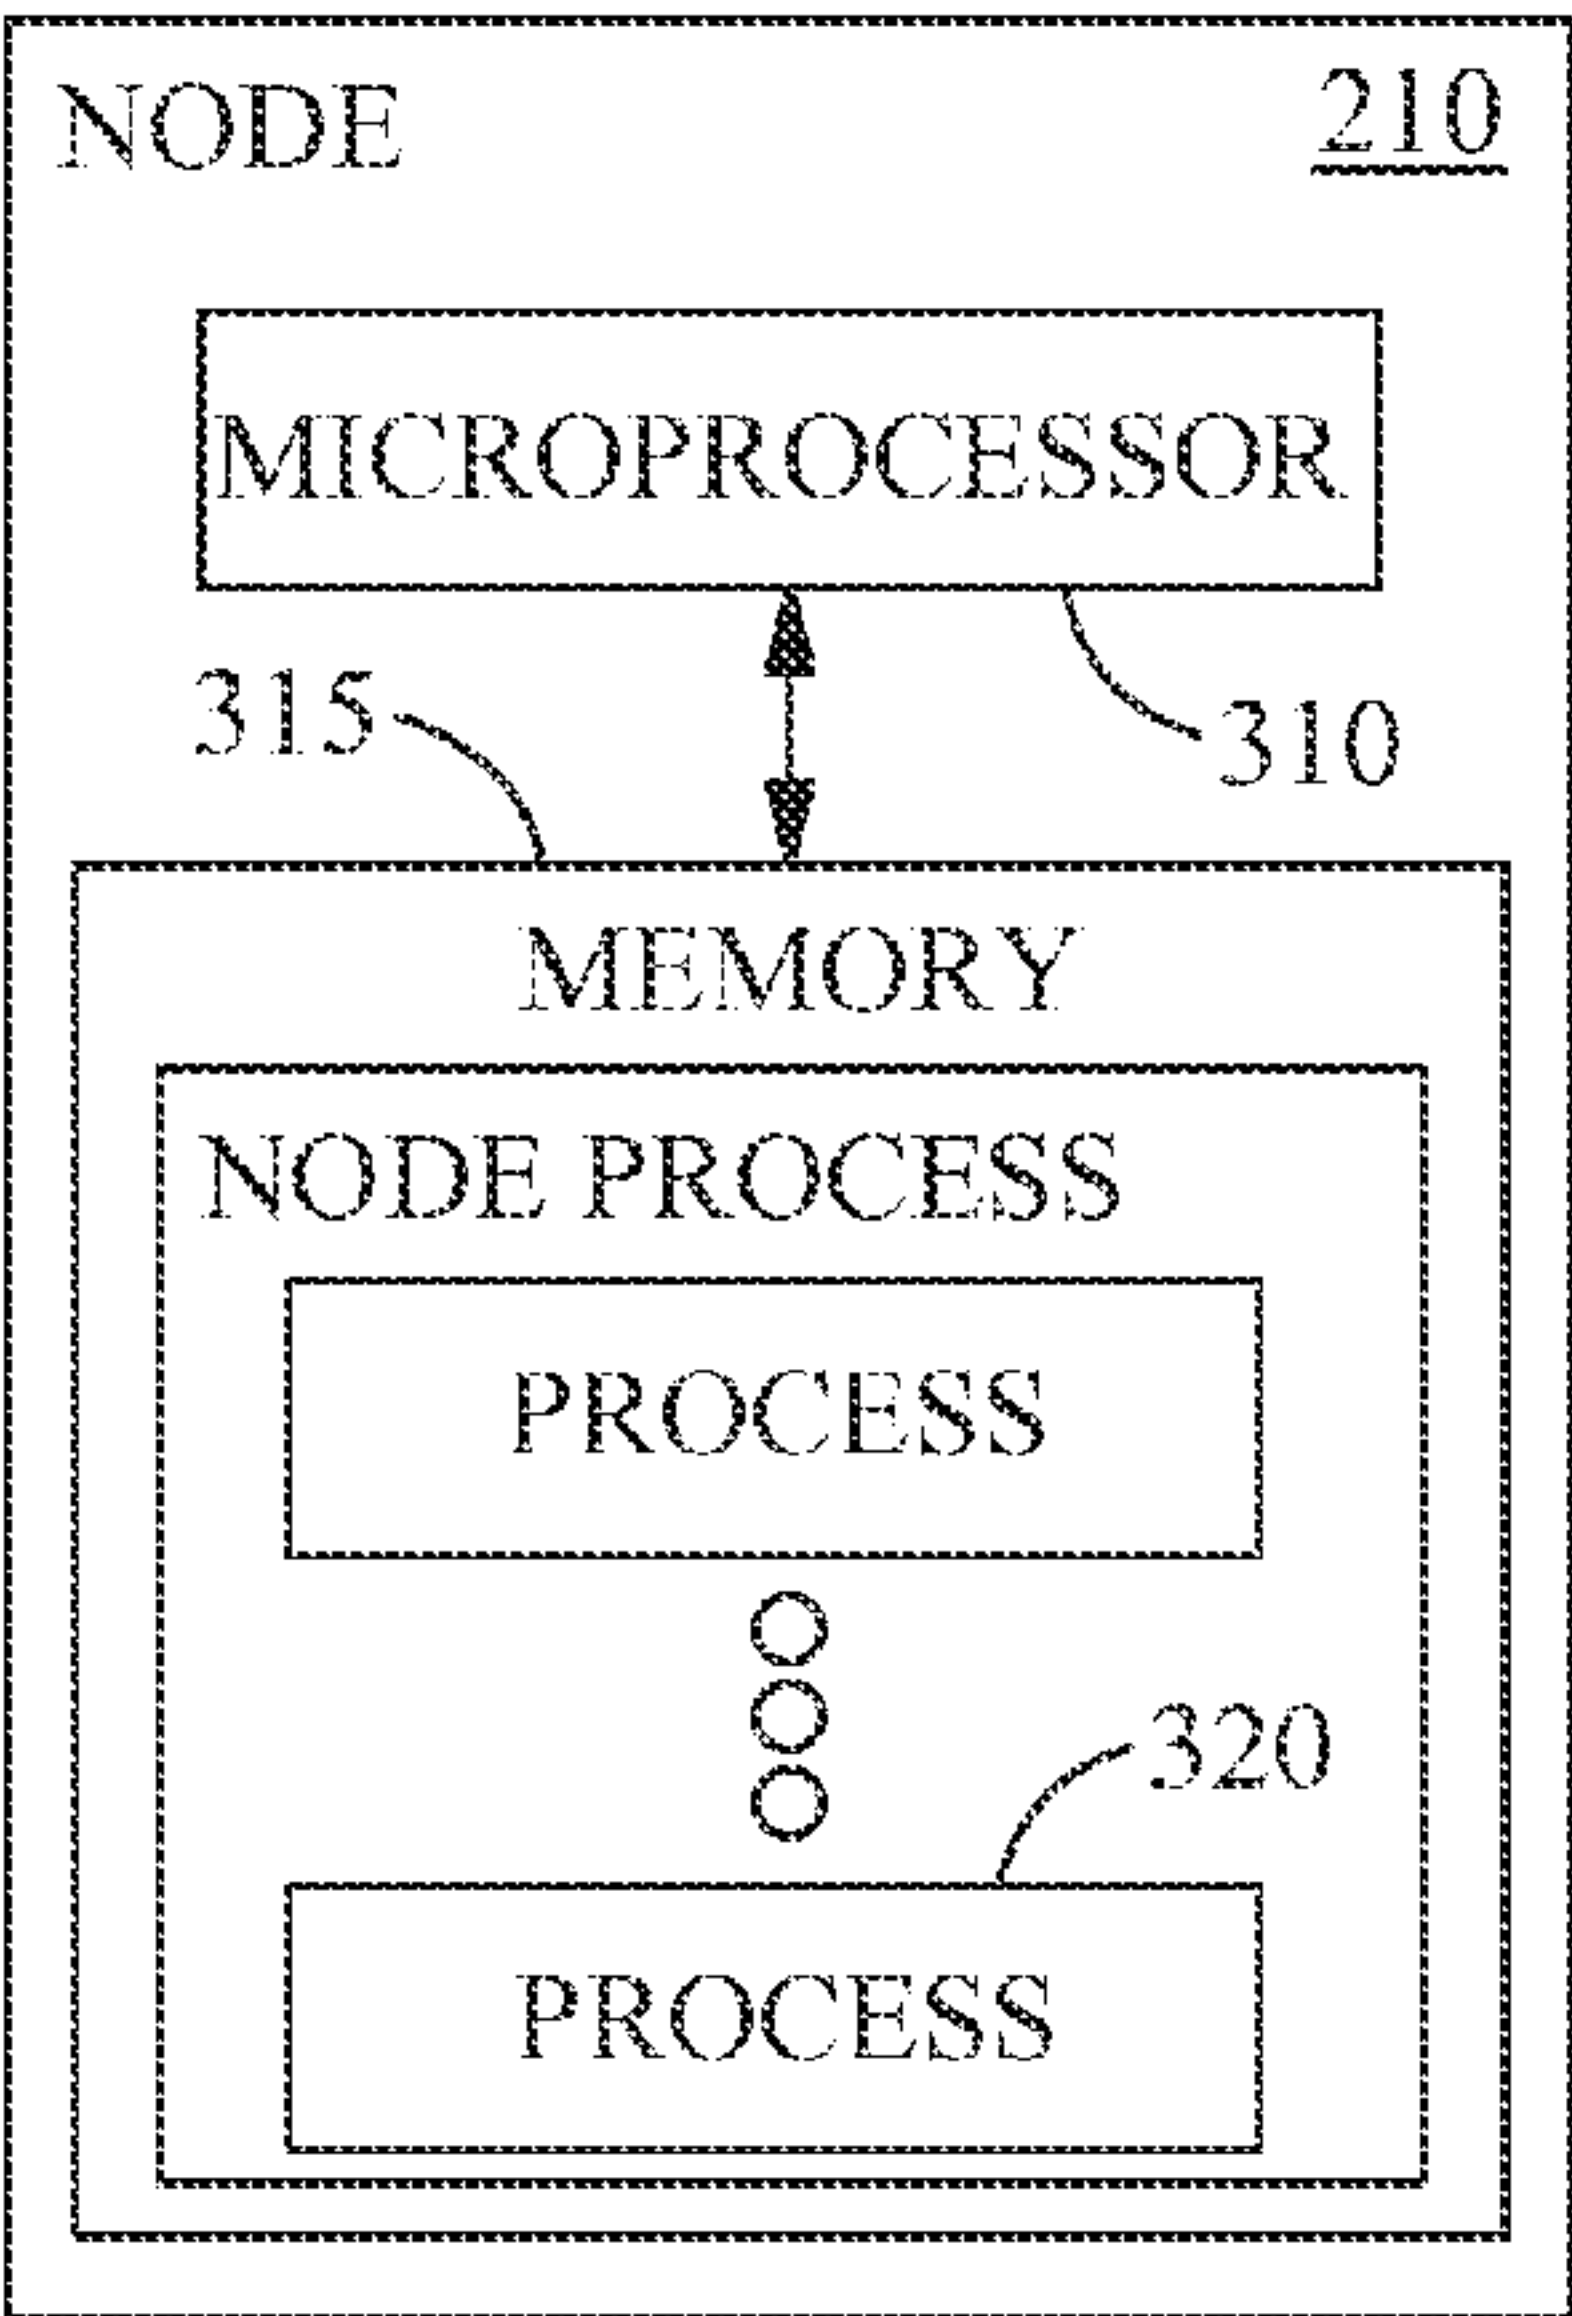 NODE 210
MICROPROCESSOR
315
310
MEMORY
NODE PROCESS
PROCESS
320
PROCESS